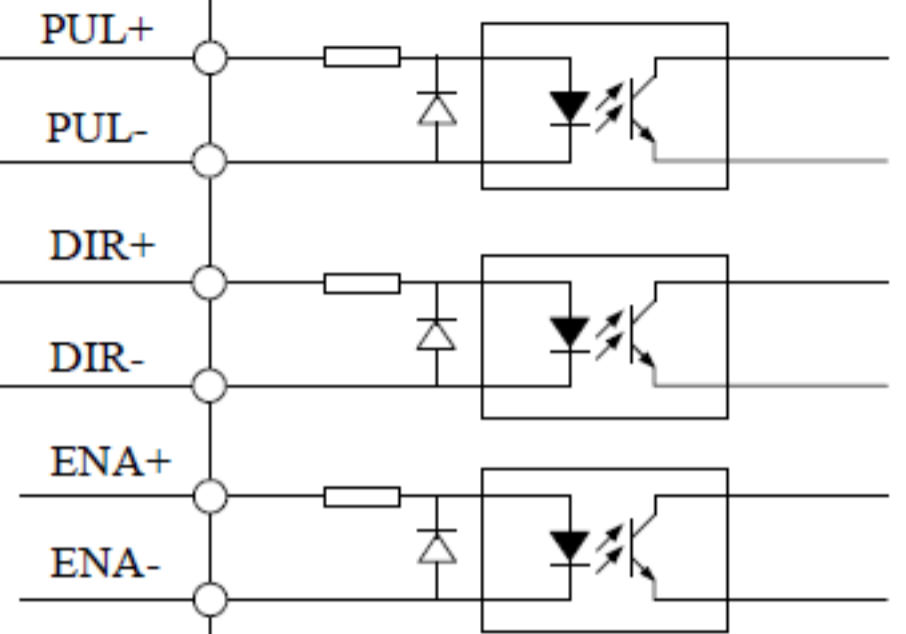 PUL+
PUL-
DIR+
DIR-
ENA+
ENA-